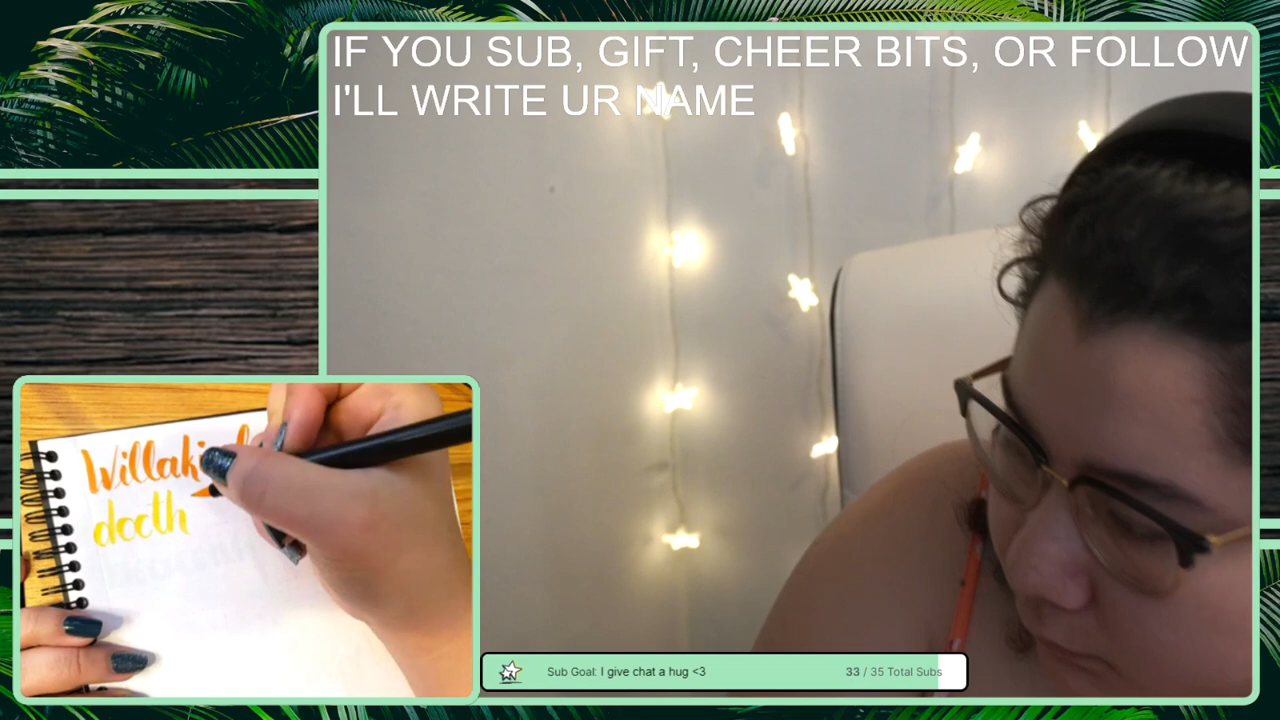 IF YOU SUB, GIFT, CHEER BITS, OR FOLLOW
I'LL WRITE UR NAME
docth
Sub Goal: I give chat a hug <3
33 / 35 Total Subs